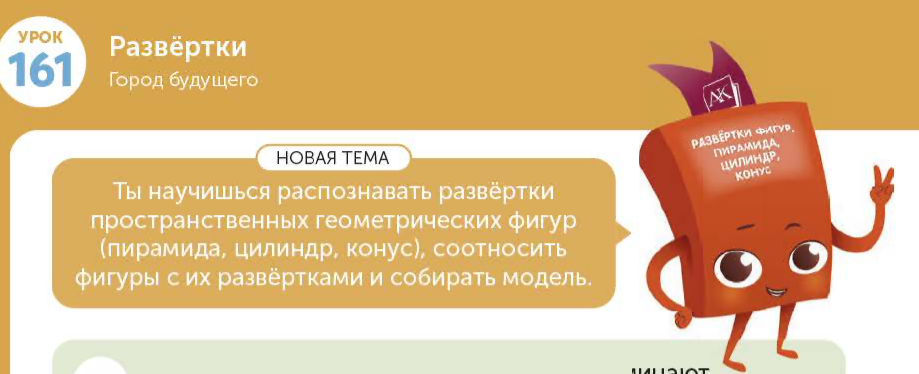 УРОК
161
Развёртки
Город будущего
АК
РАЗВЁРТКИ ФИГУР,
ПИРАМИДА,
ЦИЛИНДР,
КОНУС
НОВАЯ ТЕМА
Ты научишься распознавать развёртки
пространственных геометрических фигур
(пирамида, цилиндр, конус), соотносить
фигуры с их развёртками и собирать модель.